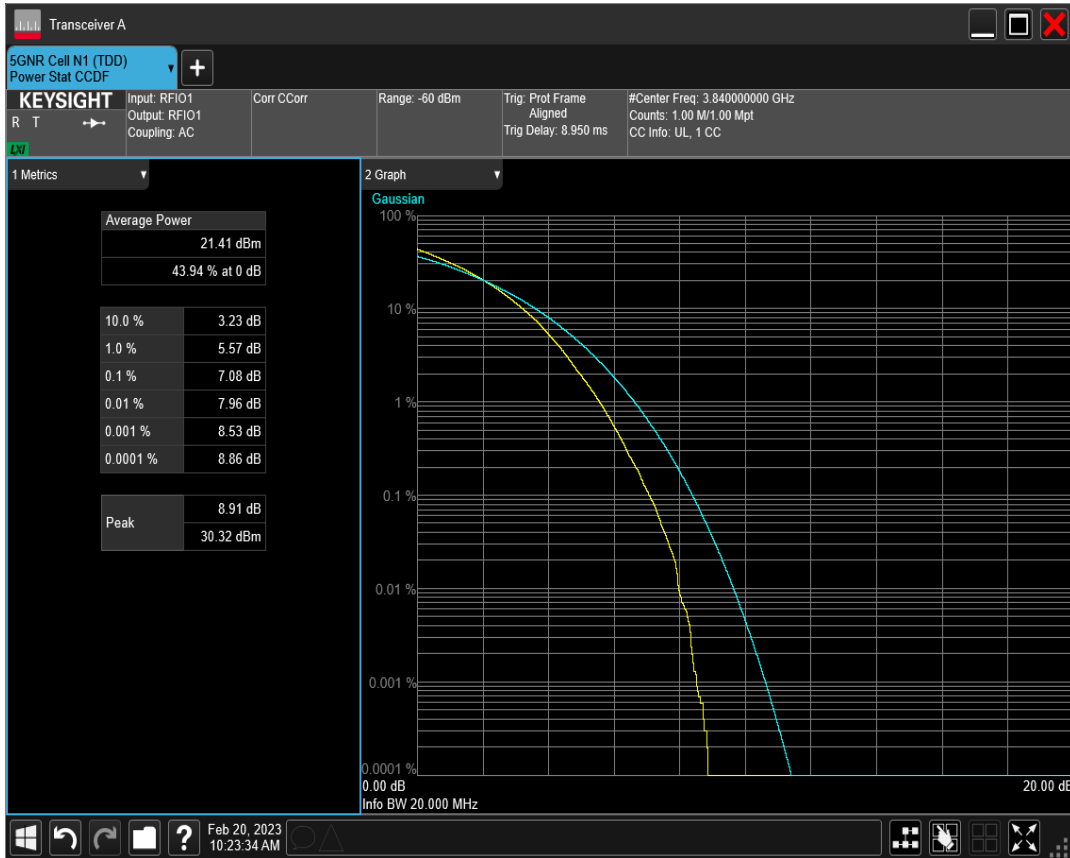 Transceiver A
5GNR Cell N1 (TDD)
Power Stat CCDF
+
KEYSIGHT
R T
LXI
Input: RFIO1
Output: RFIO1
Coupling: AC
Corr CCorr
Range: -60 dBm
Trig: Prot Frame
Aligned
Trig Delay: 8.950 ms
#Center Freq: 3.840000000 GHz
Counts: 1.00 M/1.00 Mpt
CC Info: UL, 1 CC
1 Metrics
Average Power
21.41 dBm
43.94 % at 0 dB
10.0 % 3.23 dB
1.0 % 5.57 dB
0.1 % 7.08 dB
0.01 % 7.96 dB
0.001 % 8.53 dB
0.0001 % 8.86 dB
Peak
8.91 dB
30.32 dBm
2 Graph
Gaussian
100 %
10 %
1 %
0.1 %
0.01 %
0.001 %
0.0001 %
0.00 dB
20.00 dB
Info BW 20.000 MHz
?
Feb 20, 2023
10:23:34 AM